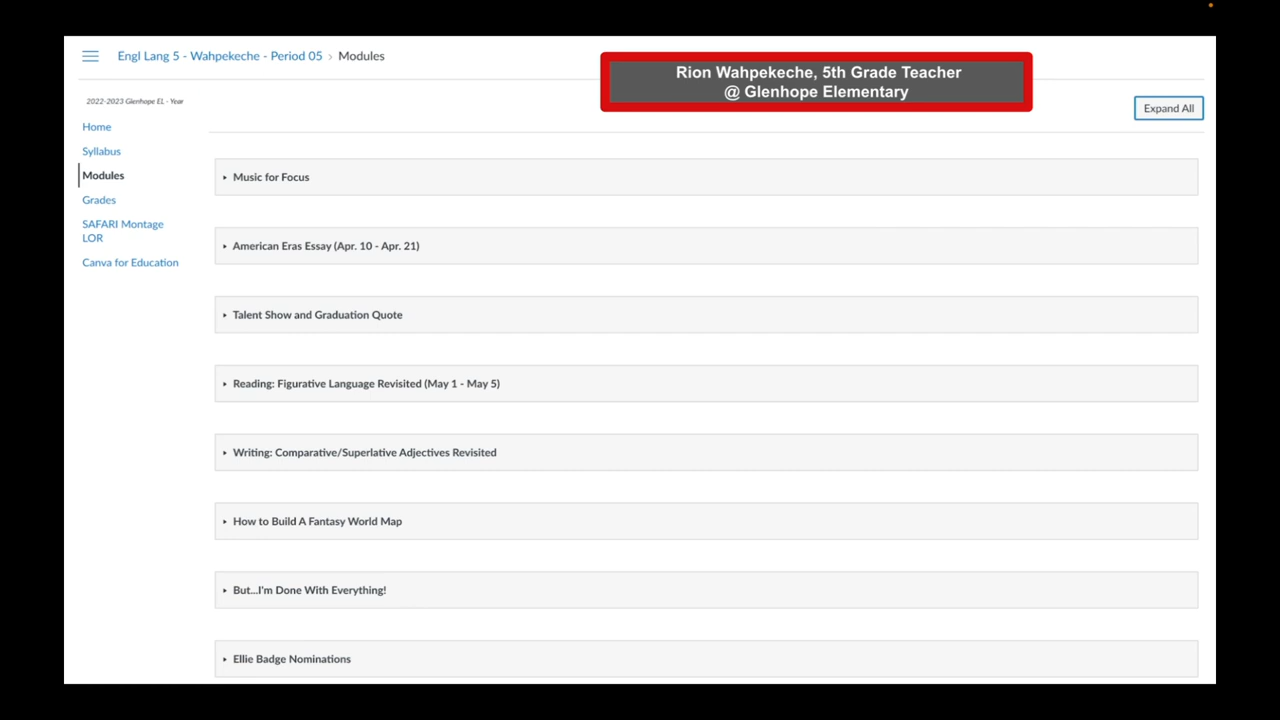 Engl Lang 5 - Wahpekeche - Period 05 › Modules
Rion Wahpekeche, 5th Grade Teacher
@ Glenhope Elementary
2022-2023 Glenhope EL - Year
Expand All
Home
Syllabus
Modules
Grades
SAFARI Montage
LOR
Canva for Education
Music for Focus
American Eras Essay (Apr. 10 - Apr. 21)
Talent Show and Graduation Quote
Reading: Figurative Language Revisited (May 1 - May 5)
Writing: Comparative/Superlative Adjectives Revisited
How to Build A Fantasy World Map
But...I'm Done With Everything!
Ellie Badge Nominations